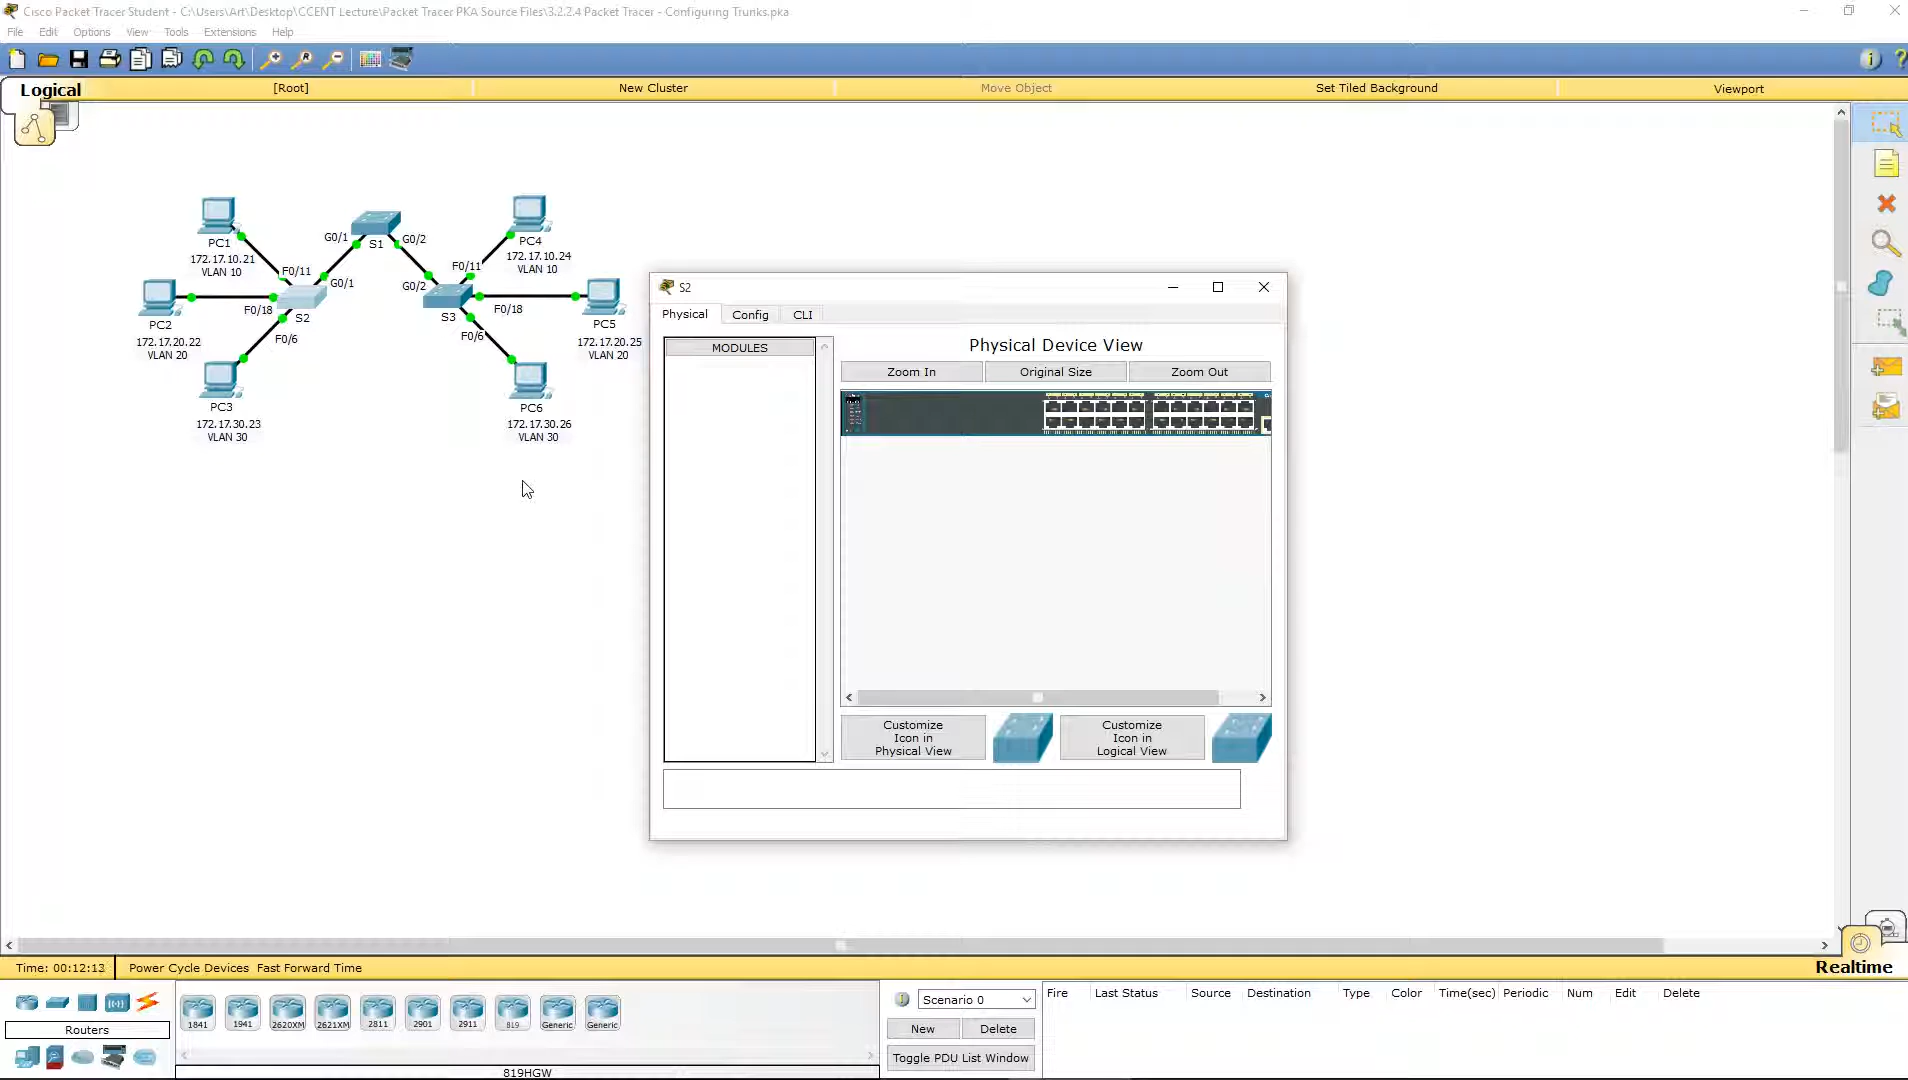 Cisco Packet Tracer Student - C:\Users\Art\Desktop\CCENT Lecture\Packet Tracer PKA Source Files\3.2.2.4 Packet Tracer - Configuring Trunks.pka
File Edit Options View Tools Extensions Help
Logical [Root] New Cluster Move Object Set Tiled Background Viewport
PC1
172.17.10.21
VLAN 10
PC2
172.17.20.22
VLAN 20
PC3
172.17.30.23
VLAN 30
F0/11
F0/18
F0/6
S2
G0/1
G0/1
S1
G0/2
G0/2
S3
F0/11
F0/18
F0/6
PC4
172.17.10.24
VLAN 10
PC5
172.17.20.25
VLAN 20
PC6
172.17.30.26
VLAN 30
S2
Physical Config CLI
MODULES
Physical Device View
Zoom In Original Size Zoom Out
Customize
Icon in
Physical View
Customize
Icon in
Logical View
Time: 00:12:13 Power Cycle Devices Fast Forward Time
Realtime
Routers
1841 1941 2620XM 2621XM 2811 2901 2911 819 Generic Generic
819HGW
Scenario 0
New Delete
Toggle PDU List Window
Fire Last Status Source Destination Type Color Time(sec) Periodic Num Edit Delete